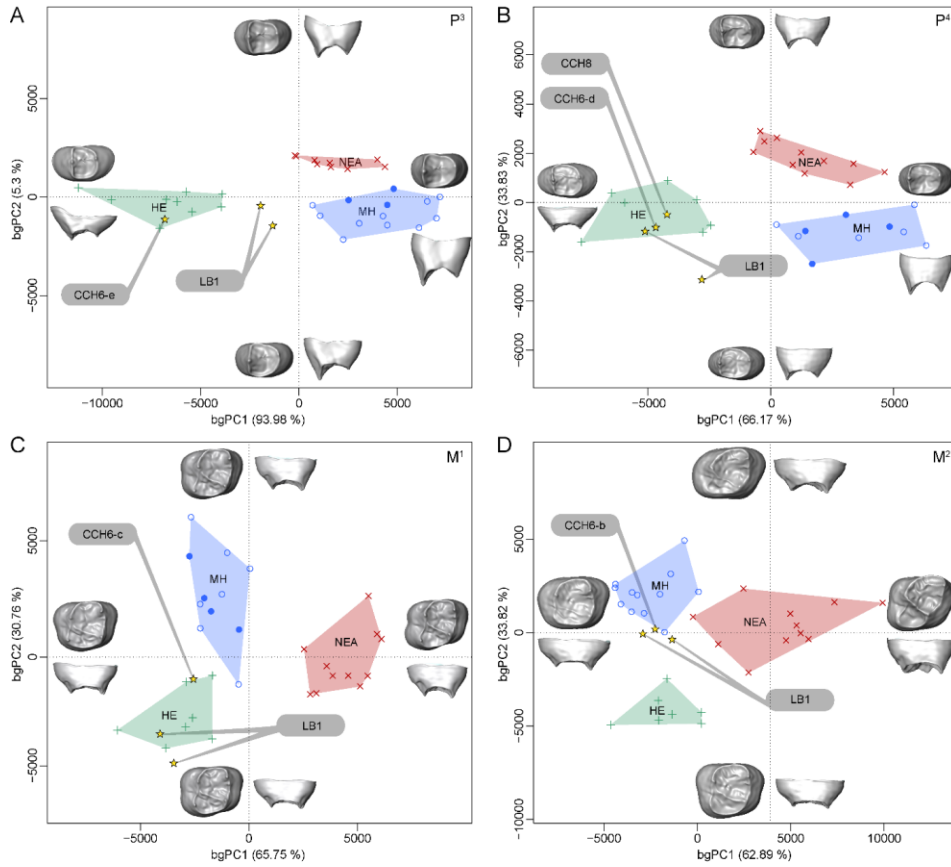 A
P³
5000
0
−5000
bgPC2 (5.3 %)
NEA
HE
MH
CCH6-e
LB1
−10000 −5000 0 5000
bgPC1 (93.98 %)
B
P⁴
6000
4000
2000
0
−2000
−4000
−6000
bgPC2 (33.83 %)
CCH8
CCH6-d
NEA
HE
MH
LB1
−5000 0 5000
bgPC1 (66.17 %)
C
M¹
5000
0
−5000
bgPC2 (30.76 %)
CCH6-c
MH
NEA
HE
LB1
−5000 0 5000
bgPC1 (65.75 %)
D
M²
5000
0
−5000
−10000
bgPC2 (33.82 %)
CCH6-b
MH
NEA
HE
LB1
−5000 0 5000 10000
bgPC1 (62.89 %)